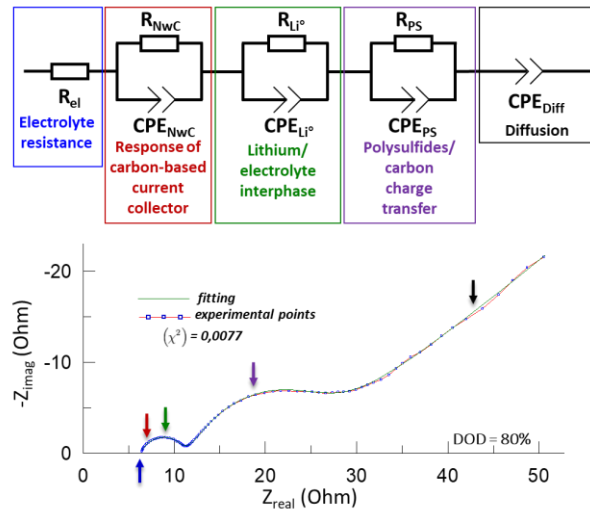 R_NwC
R_Li°
R_PS
R_el
CPE_NwC
CPE_Li°
CPE_PS
CPE_Diff
Electrolyte
resistance
Response of
carbon-based
current
collector
Lithium/
electrolyte
interphase
Polysulfides/
carbon
charge
transfer
Diffusion
-Z_imag (Ohm)
-20
-10
0
fitting
experimental points
(χ²) = 0,0077
DOD = 80%
0
10
20
30
40
50
Z_real (Ohm)